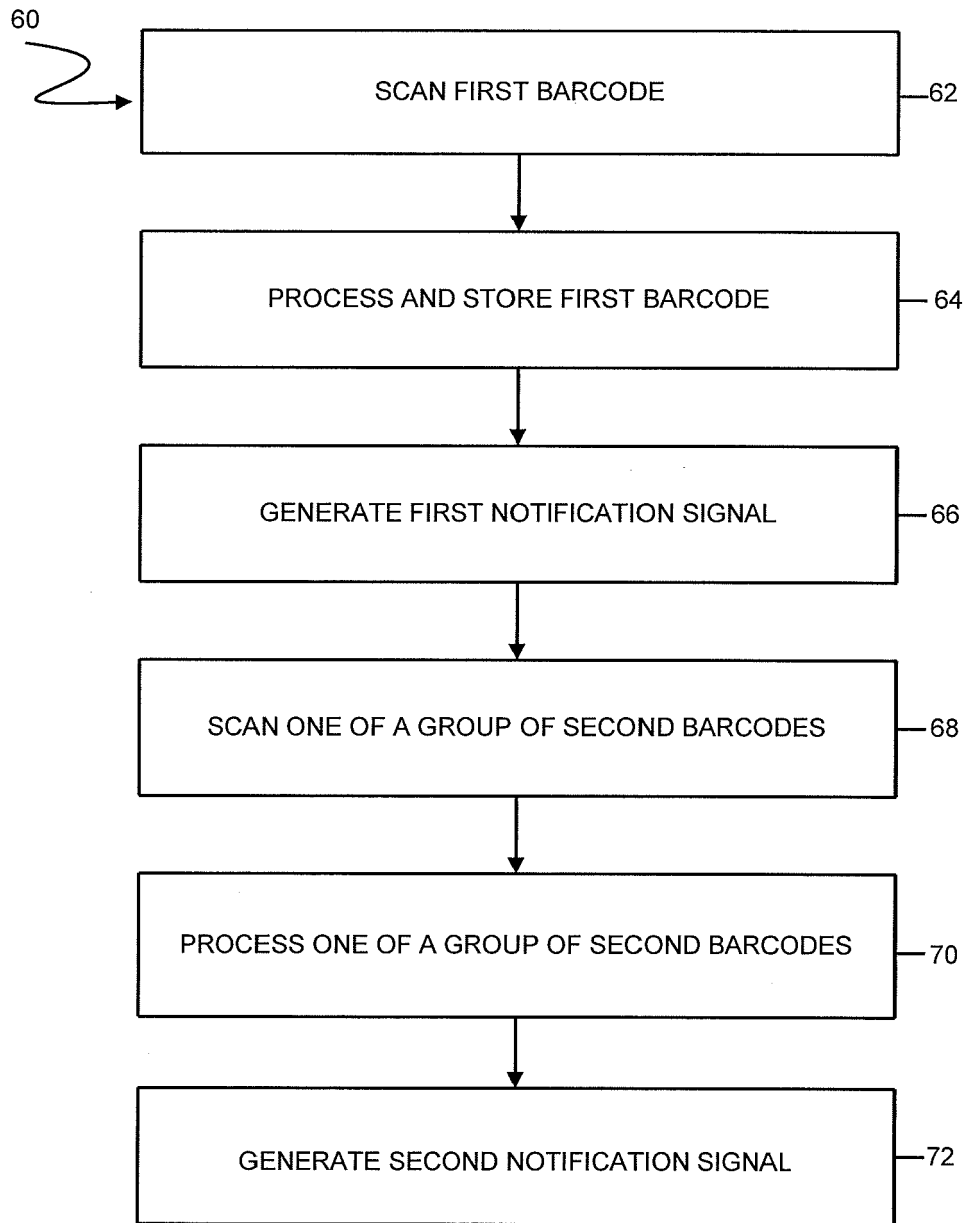 60
SCAN FIRST BARCODE
62
PROCESS AND STORE FIRST BARCODE
64
GENERATE FIRST NOTIFICATION SIGNAL
66
SCAN ONE OF A GROUP OF SECOND BARCODES
68
PROCESS ONE OF A GROUP OF SECOND BARCODES
70
GENERATE SECOND NOTIFICATION SIGNAL
72